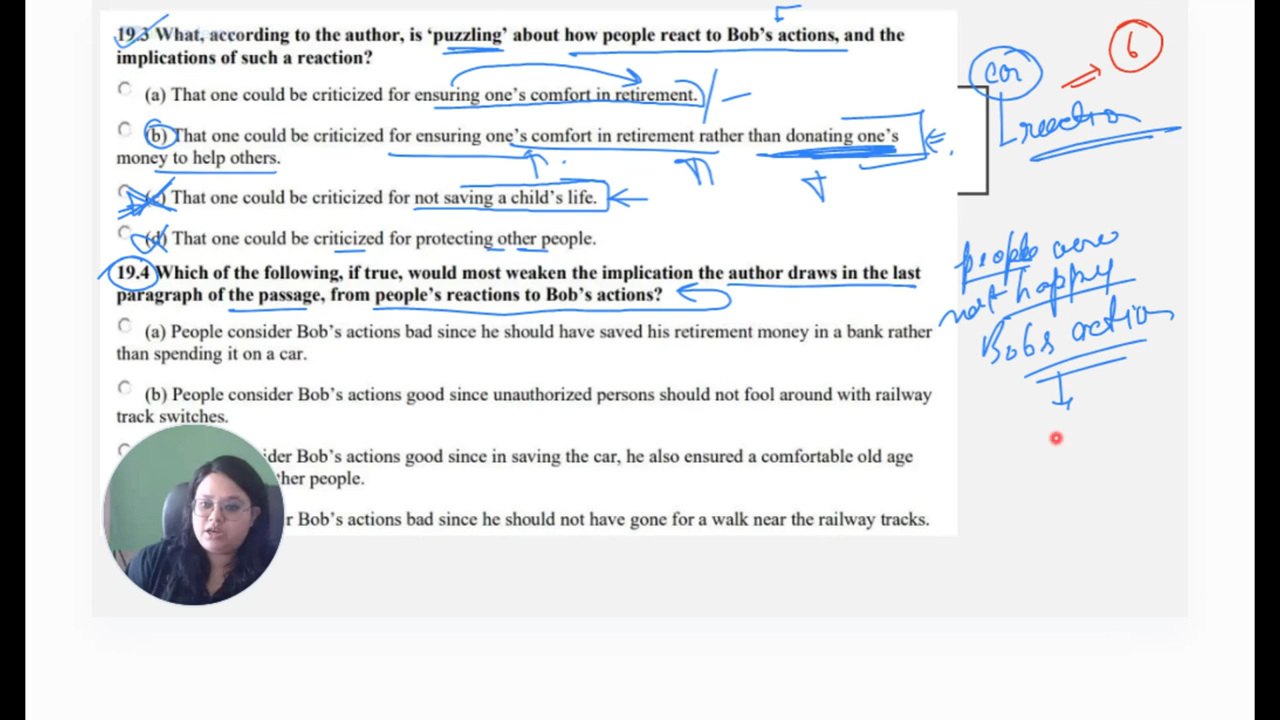 19.3 What, according to the author, is ‘puzzling’ about how people react to Bob’s actions, and the
implications of such a reaction?
(a) That one could be criticized for ensuring one’s comfort in retirement.
(b) That one could be criticized for ensuring one’s comfort in retirement rather than donating one’s
money to help others.
(c) That one could be criticized for not saving a child’s life.
(d) That one could be criticized for protecting other people.
19.4 Which of the following, if true, would most weaken the implication the author draws in the last
paragraph of the passage, from people’s reactions to Bob’s actions?
(a) People consider Bob’s actions bad since he should have saved his retirement money in a bank rather
than spending it on a car.
(b) People consider Bob’s actions good since unauthorized persons should not fool around with railway
track switches.
der Bob’s actions good since in saving the car, he also ensured a comfortable old age
her people.
r Bob’s actions bad since he should not have gone for a walk near the railway tracks.
6
reaction
people were
not happy
Bobs action